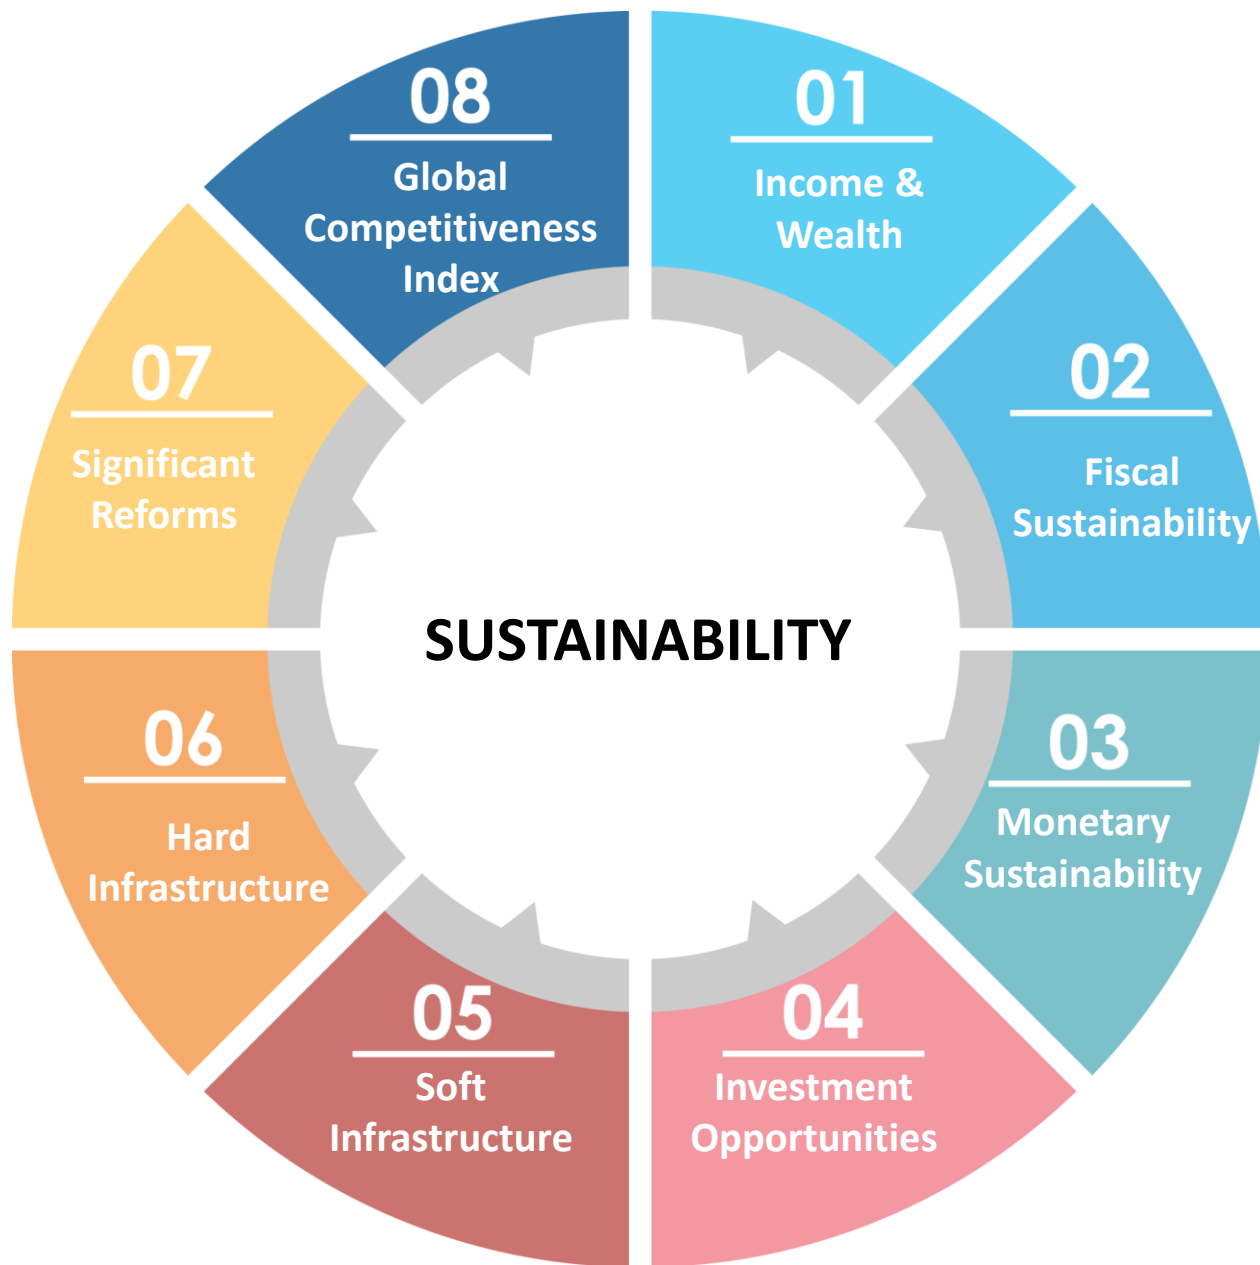 01
Income &
Wealth
02
Fiscal
Sustainability
03
Monetary
Sustainability
04
Investment
Opportunities
05
Soft
Infrastructure
06
Hard
Infrastructure
07
Significant
Reforms
08
Global
Competitiveness
Index
SUSTAINABILITY